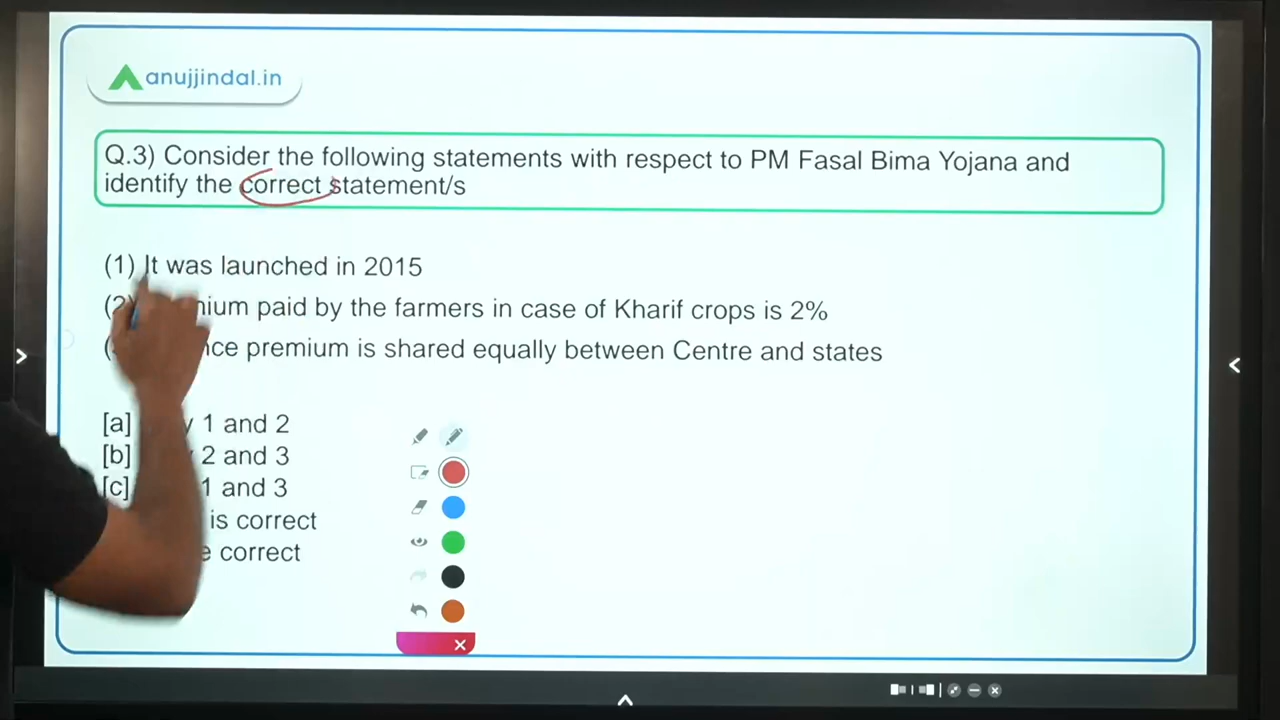 anujjindal.in
Q.3) Consider the following statements with respect to PM Fasal Bima Yojana and
identify the correct statement/s
(1) It was launched in 2015
paid by the farmers in case of Kharif crops is 2%
premium is shared equally between Centre and states
[a] 1 and 2
[b] 2 and 3
[c] 1 and 3
is correct
correct